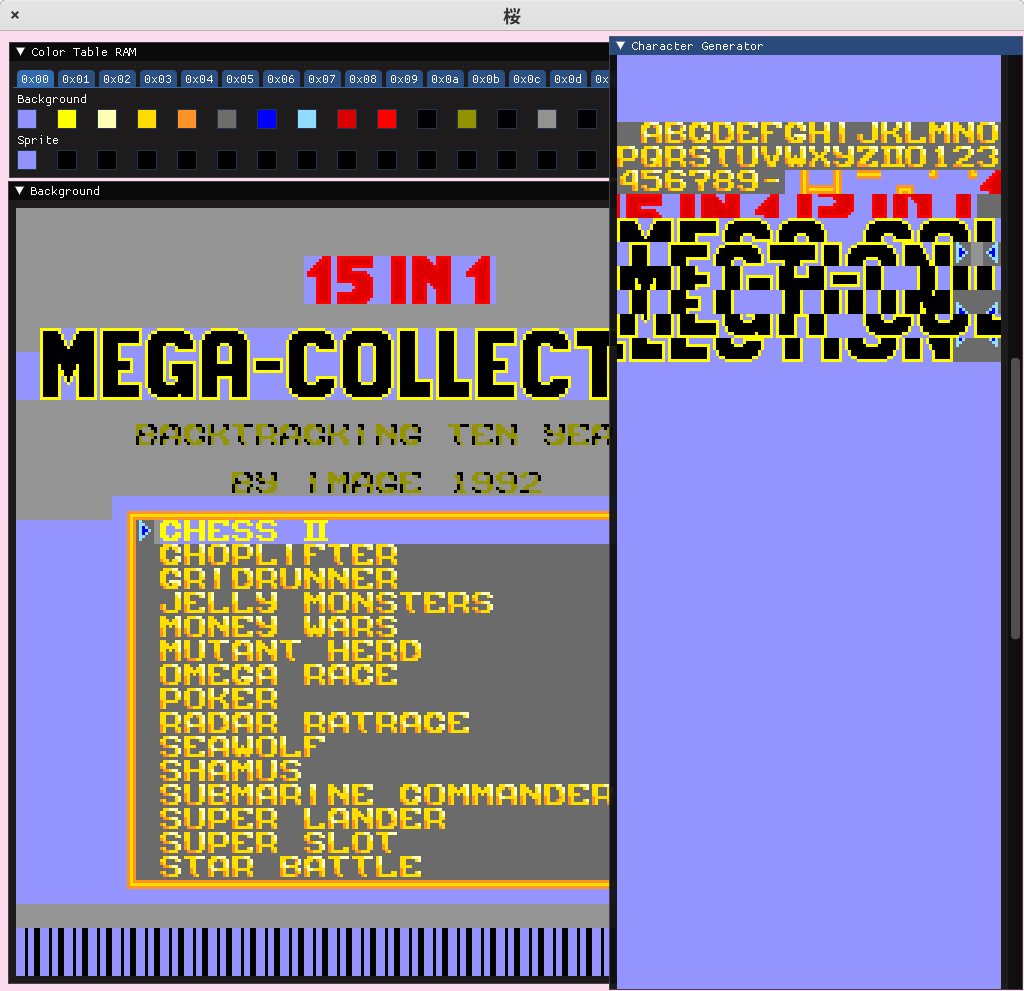 桜
Color Table RAM
0x00 0x01 0x02 0x03 0x04 0x05 0x06 0x07 0x08 0x09 0x0a 0x0b 0x0c 0x0d 0x
Background
Sprite
Background
15 IN 1
MEGA-COLLECT
BACKTRACKING TEN YEA
BY IMAGE 1992
CHESS II
CHOPLIFTER
GRIDRUNNER
JELLY MONSTERS
MONEY WARS
MUTANT HERD
OMEGA RACE
POKER
RADAR RATRACE
SEAWOLF
SHAMUS
SUBMARINE COMMANDER
SUPER LANDER
SUPER SLOT
STAR BATTLE
Character Generator
ABCDEFGHIJKLMNO
PQRSTUVWXYZ0123
456789-